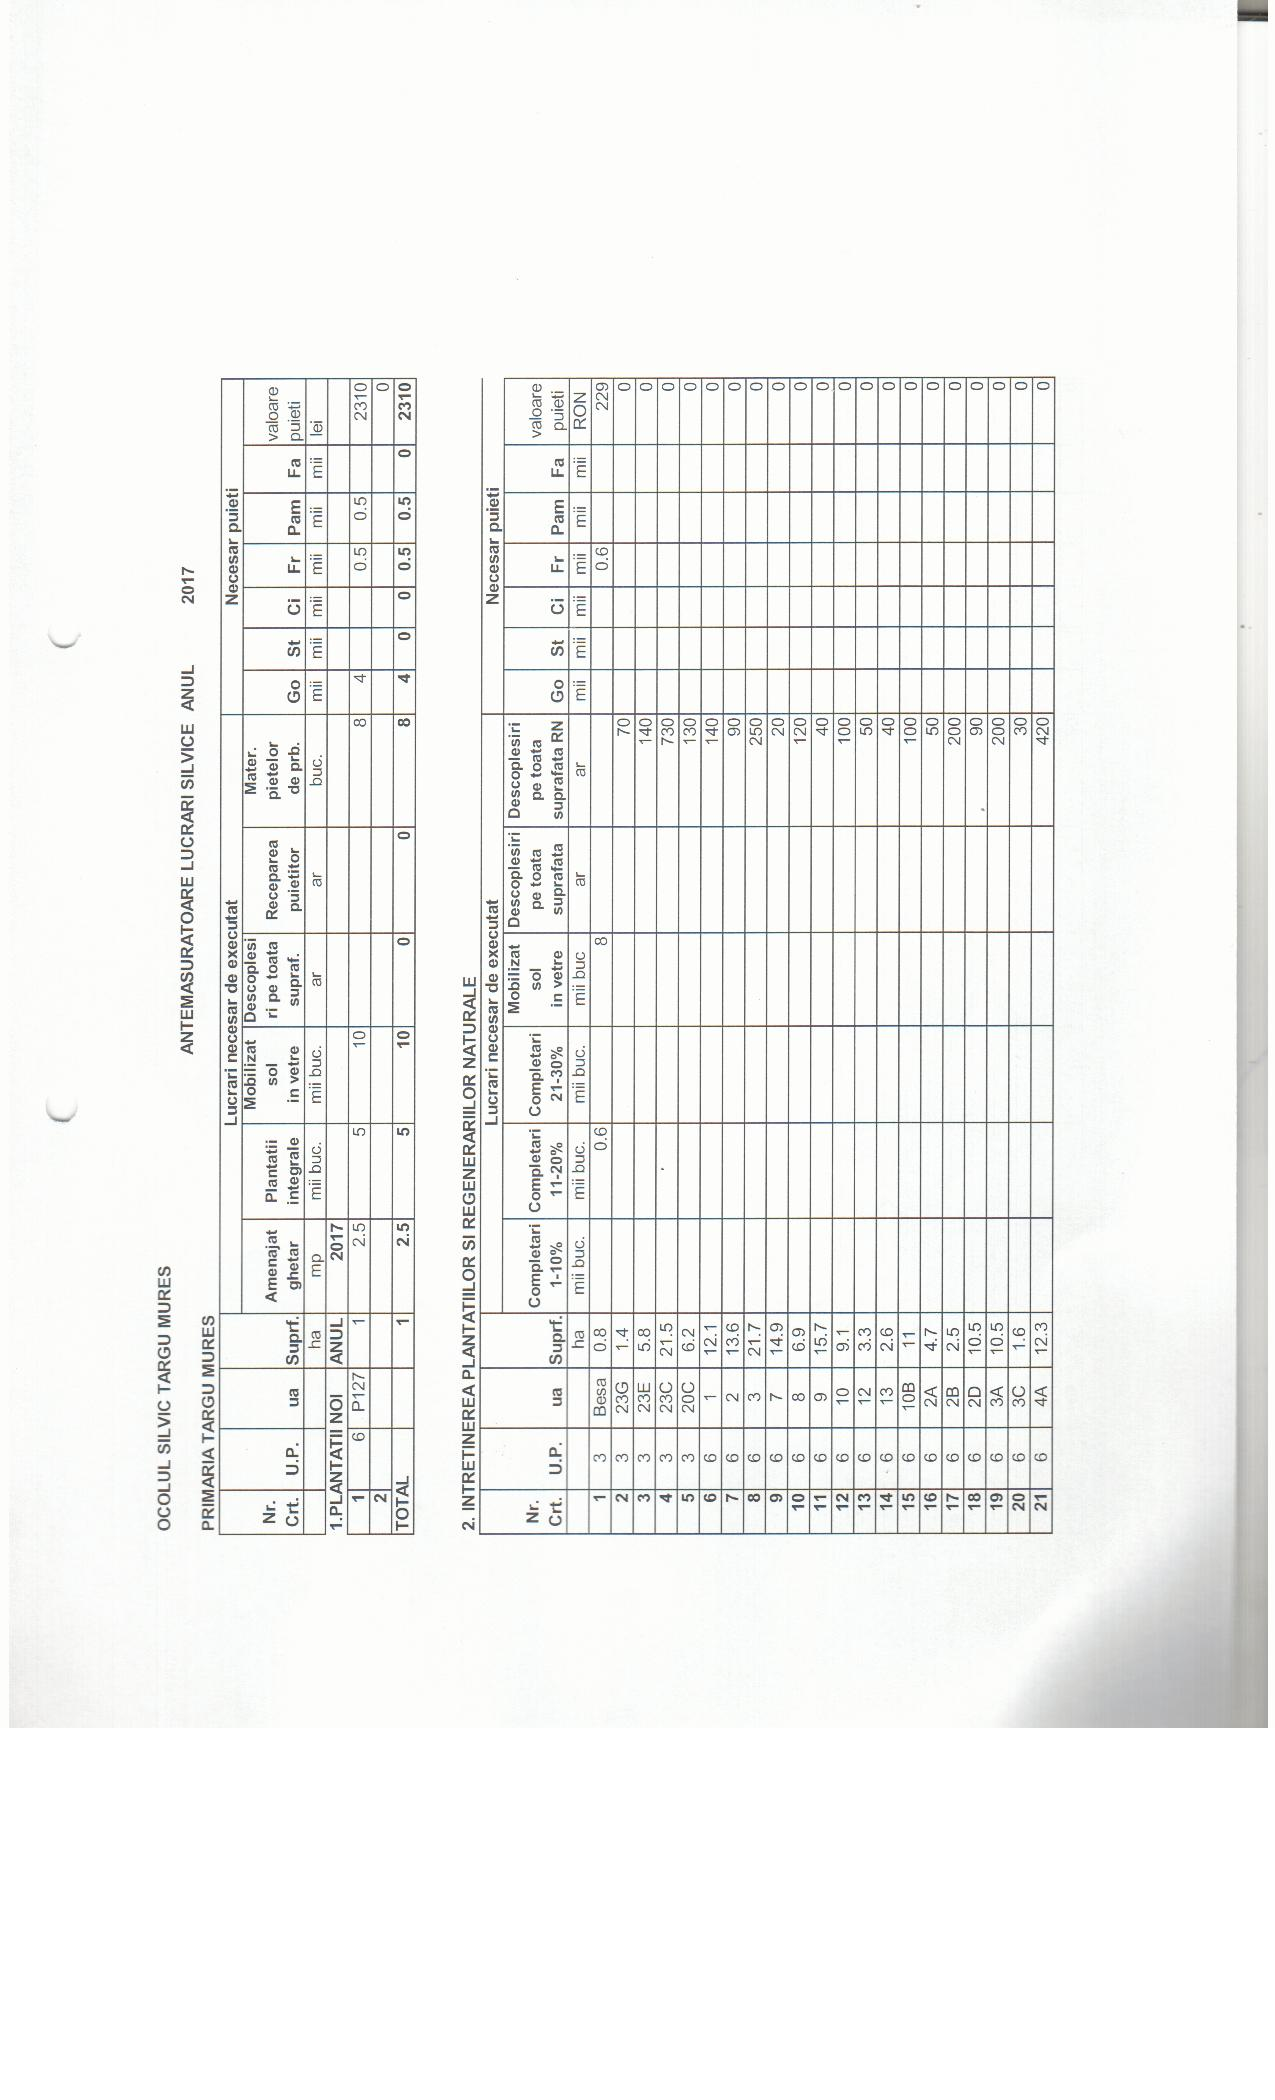 OCOLUL SILVIC TARGU MURES
ANTEMASURATOARE LUCRARI SILVICE ANUL 2017
PRIMARIA TARGU MURES
Lucrari necesar de executat Necesar puieti
Nr. Crt. U.P. ua Suprf. Amenajat ghetar Plantatii integrale Mobilizat sol in vetre Descoplesi ri pe toata supraf. Receparea puietitor Mater. pietelor de prb. Go St Ci Fr Pam Fa valoare puieti
ha mp mii buc. mii buc. ar ar buc. mii mii mii mii mii mii lei
1.PLANTATII NOI ANUL 2017
1 6 P127 1 2.5 5 10 8 4 0.5 0.5 2310
2 0
TOTAL 1 2.5 5 10 0 0 8 4 0 0 0.5 0.5 0 2310
2. INTRETINEREA PLANTATIILOR SI REGENERARIILOR NATURALE
Lucrari necesar de executat Necesar puieti
Nr. Crt. U.P. ua Suprf. Completari 1-10% Completari 11-20% Completari 21-30% Mobilizat sol in vetre Descoplesiri pe toata suprafata Descoplesiri pe toata suprafata RN Go St Ci Fr Pam Fa valoare puieti
ha mii buc. mii buc. mii buc. mii buc ar ar mii mii mii mii mii mii RON
1 3 Besa 0.8 0.6 8 0.6 229
2 3 23G 1.4 70 0
3 3 23E 5.8 140 0
4 3 23C 21.5 730 0
5 3 20C 6.2 130 0
6 6 1 12.1 140 0
7 6 2 13.6 90 0
8 6 3 21.7 250 0
9 6 7 14.9 20 0
10 6 8 6.9 120 0
11 6 9 15.7 40 0
12 6 10 9.1 100 0
13 6 12 3.3 50 0
14 6 13 2.6 40 0
15 6 10B 11 100 0
16 6 2A 4.7 50 0
17 6 2B 2.5 200 0
18 6 2D 10.5 90 0
19 6 3A 10.5 200 0
20 6 3C 1.6 30 0
21 6 4A 12.3 420 0